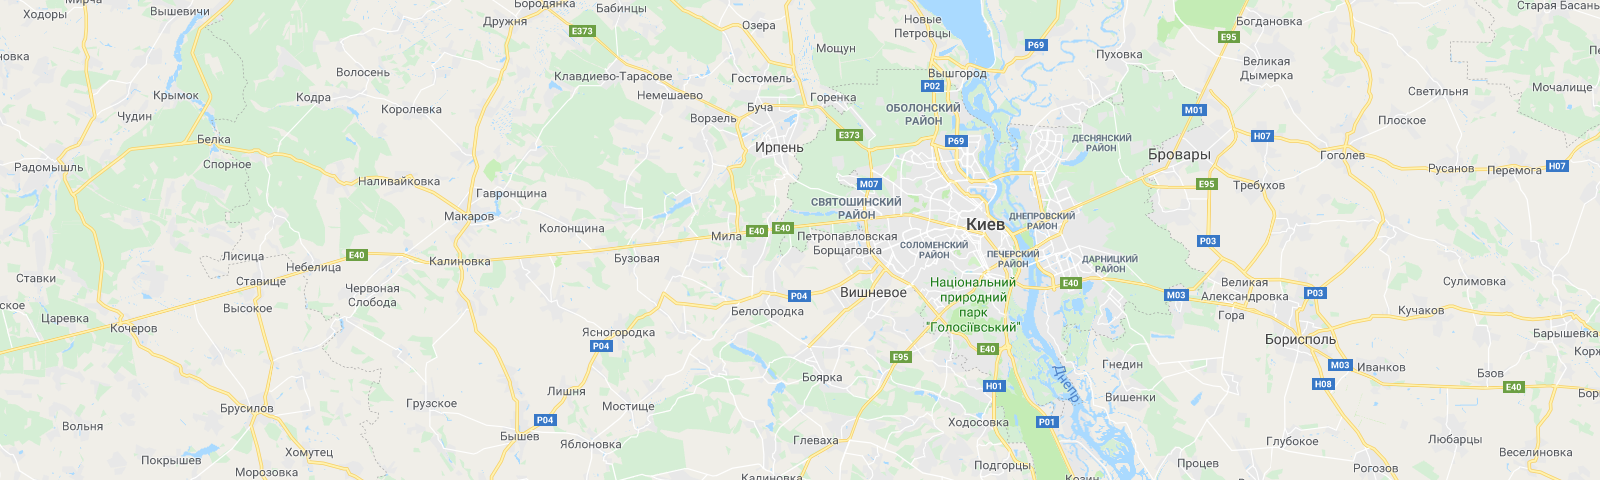 Ходоры
Вышевичи
Дружня
Бородянка
Бабинцы
E373
Озера
Мощун
Новые
Петровцы
P69
Пуховка
Богдановка
E95
Великая
Дымерка
Старая Басань
Волосень
Клавдиево-Тарасове
Гостомель
Вышгород
P02
Кодра
Крымок
Королевка
Немешаево
Буча
Горенка
ОБОЛОНСКИЙ
РАЙОН
M01
Светильня
Мочалище
Чудин
Ворзель
E373
P69
Плоское
H07
Белка
Ирпень
ДЕСНЯНСКИЙ
РАЙОН
Бровары
Гоголев
Радомышль
Спорное
Русанов
Перемога
H07
Наливайковка
Гавронщина
M07
E95
Требухов
СВЯТОШИНСКИЙ
РАЙОН
Макаров
Колонщина
Мила
E40
E40
Петропавловская
Борщаговка
Киев
ДНЕПРОВСКИЙ
РАЙОН
СОЛОМЕНСКИЙ
РАЙОН
ПЕЧЕРСКИЙ
РАЙОН
P03
ДАРНИЦКИЙ
РАЙОН
Лисица
E40
Небелица
Калиновка
Бузовая
Ставки
Ставище
Червоная
Слобода
Высокое
Царевка
Кочеров
Вишневое
P04
Белогородка
Національний
природний
парк
"Голосіївський"
E40
M03
Великая
Александровка
P03
Сулимовка
Гора
Кучаков
Ясногородка
P04
Борисполь
Барышевка
E95
E40
Боярка
H01
Днепр
Гнедин
M03
Иванков
H08
Бзов
E40
Лишня
Брусилов
Грузское
Мостище
P04
Вишенки
Вольня
Бышев
Яблоновка
Глеваха
Ходосовка
P01
Глубокое
Любарцы
Веселиновка
Хомутец
Покрышев
Морозовка
Калиновка
Подгорцы
Козин
Процев
Рогозов